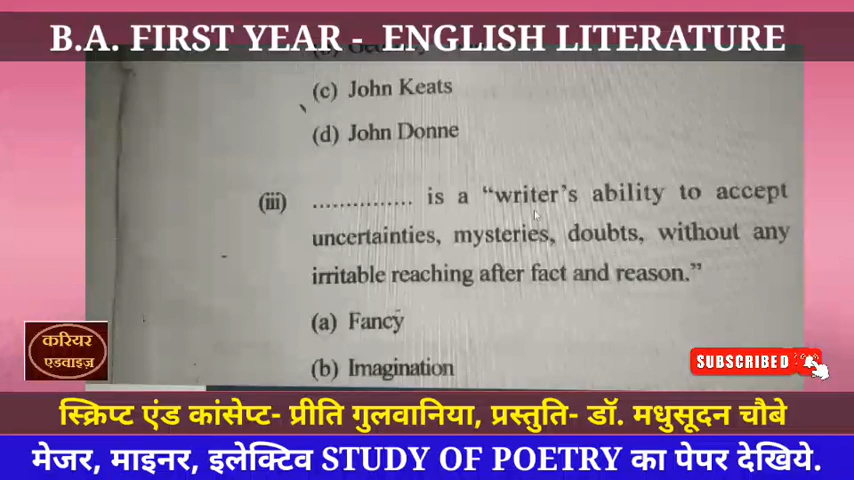 B.A. FIRST YEAR - ENGLISH LITERATURE
(c) John Keats
(d) John Donne
(iii) ............... is a “writer’s ability to accept
uncertainties, mysteries, doubts, without any
irritable reaching after fact and reason.”
(a) Fancy
(b) Imagination
करियर
एडवाइज़
SUBSCRIBED
स्क्रिप्ट एंड कांसेप्ट- प्रीति गुलवानिया, प्रस्तुति- डॉ. मधुसूदन चौबे
मेजर, माइनर, इलेक्टिव STUDY OF POETRY का पेपर देखिये.